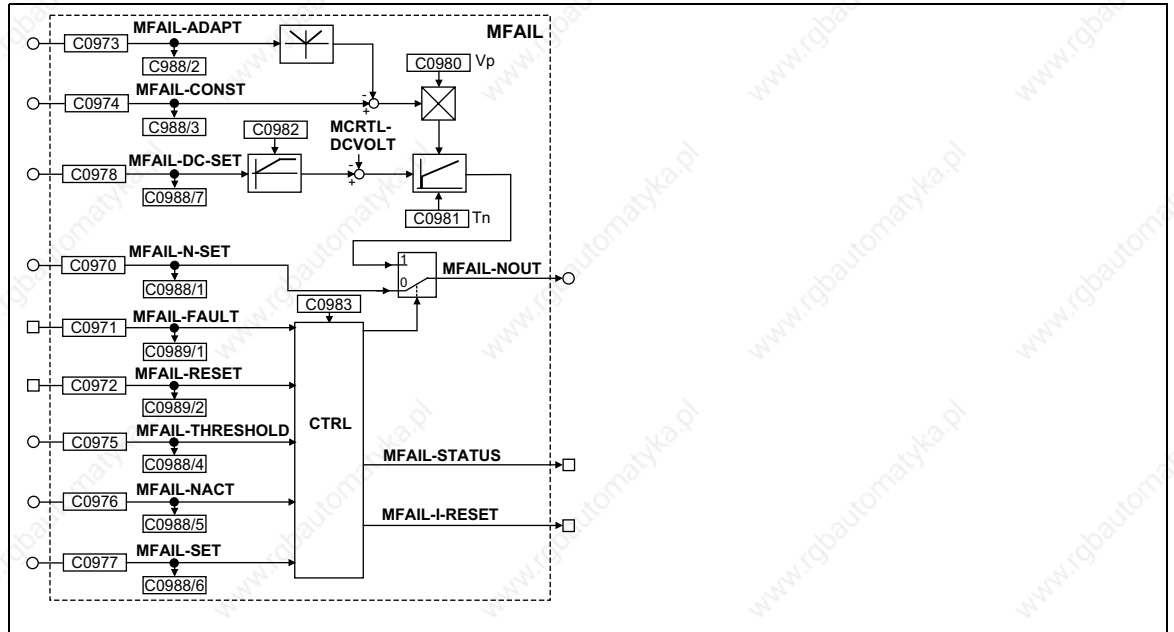 MFAIL
MFAIL-ADAPT
C0973
C988/2
C0980 Vp
MFAIL-CONST
C0974
C988/3
C0982
MCRTL-
DCVOLT
MFAIL-DC-SET
C0978
C0988/7
C0981 Tn
MFAIL-N-SET
C0970
C0988/1
1
0
MFAIL-NOUT
C0983
MFAIL-FAULT
C0971
C0989/1
MFAIL-RESET
C0972
C0989/2
CTRL
MFAIL-THRESHOLD
C0975
C0988/4
MFAIL-STATUS
MFAIL-NACT
C0976
C0988/5
MFAIL-I-RESET
MFAIL-SET
C0977
C0988/6
- + - +
www.rgbautomatyka.pl